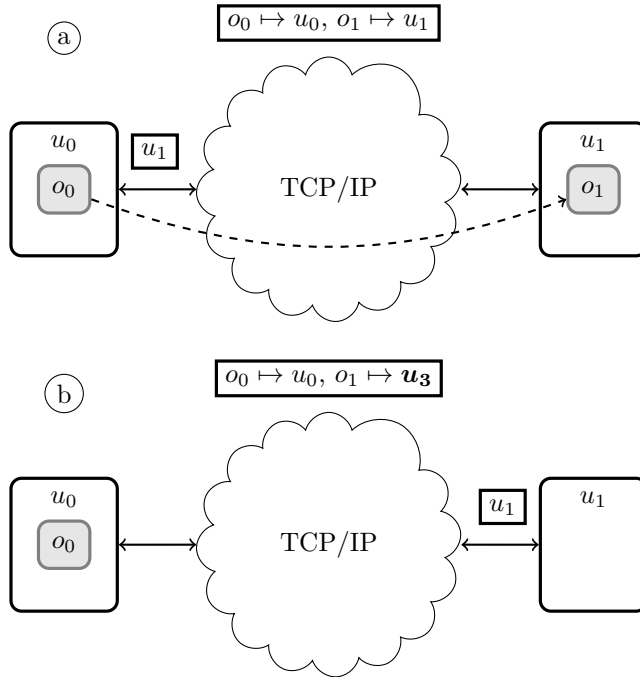 a
o₀ ↦ u₀, o₁ ↦ u₁
u₀
u₁
u₁
o₀
TCP/IP
o₁
b
o₀ ↦ u₀, o₁ ↦ u₃
u₀
u₁
u₁
o₀
TCP/IP